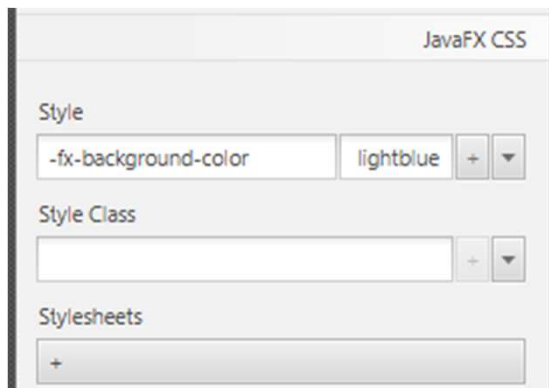 JavaFX CSS
Style
-fx-background-color lightblue +
Style Class
+
Stylesheets
+